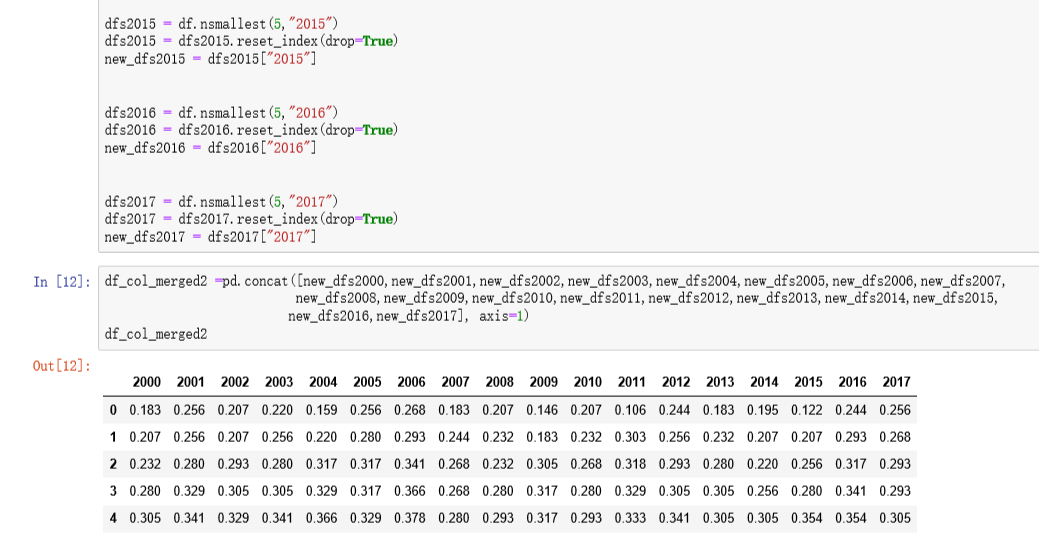 dfs2015 = df.nsmallest(5,"2015")
dfs2015 = dfs2015.reset_index(drop=True)
new_dfs2015 = dfs2015["2015"]
dfs2016 = df.nsmallest(5,"2016")
dfs2016 = dfs2016.reset_index(drop=True)
new_dfs2016 = dfs2016["2016"]
dfs2017 = df.nsmallest(5,"2017")
dfs2017 = dfs2017.reset_index(drop=True)
new_dfs2017 = dfs2017["2017"]
In [12]: df_col_merged2 =pd.concat([new_dfs2000,new_dfs2001,new_dfs2002,new_dfs2003,new_dfs2004,new_dfs2005,new_dfs2006,new_dfs2007,
new_dfs2008,new_dfs2009,new_dfs2010,new_dfs2011,new_dfs2012,new_dfs2013,new_dfs2014,new_dfs2015,
new_dfs2016,new_dfs2017], axis=1)
df_col_merged2
Out[12]:
2000 2001 2002 2003 2004 2005 2006 2007 2008 2009 2010 2011 2012 2013 2014 2015 2016 2017
0 0.183 0.256 0.207 0.220 0.159 0.256 0.268 0.183 0.207 0.146 0.207 0.106 0.244 0.183 0.195 0.122 0.244 0.256
1 0.207 0.256 0.207 0.256 0.220 0.280 0.293 0.244 0.232 0.183 0.232 0.303 0.256 0.232 0.207 0.207 0.293 0.268
2 0.232 0.280 0.293 0.280 0.317 0.317 0.341 0.268 0.232 0.305 0.268 0.318 0.293 0.280 0.220 0.256 0.317 0.293
3 0.280 0.329 0.305 0.305 0.329 0.317 0.366 0.268 0.280 0.317 0.280 0.329 0.305 0.305 0.256 0.280 0.341 0.293
4 0.305 0.341 0.329 0.341 0.366 0.329 0.378 0.280 0.293 0.317 0.293 0.333 0.341 0.305 0.305 0.354 0.354 0.305